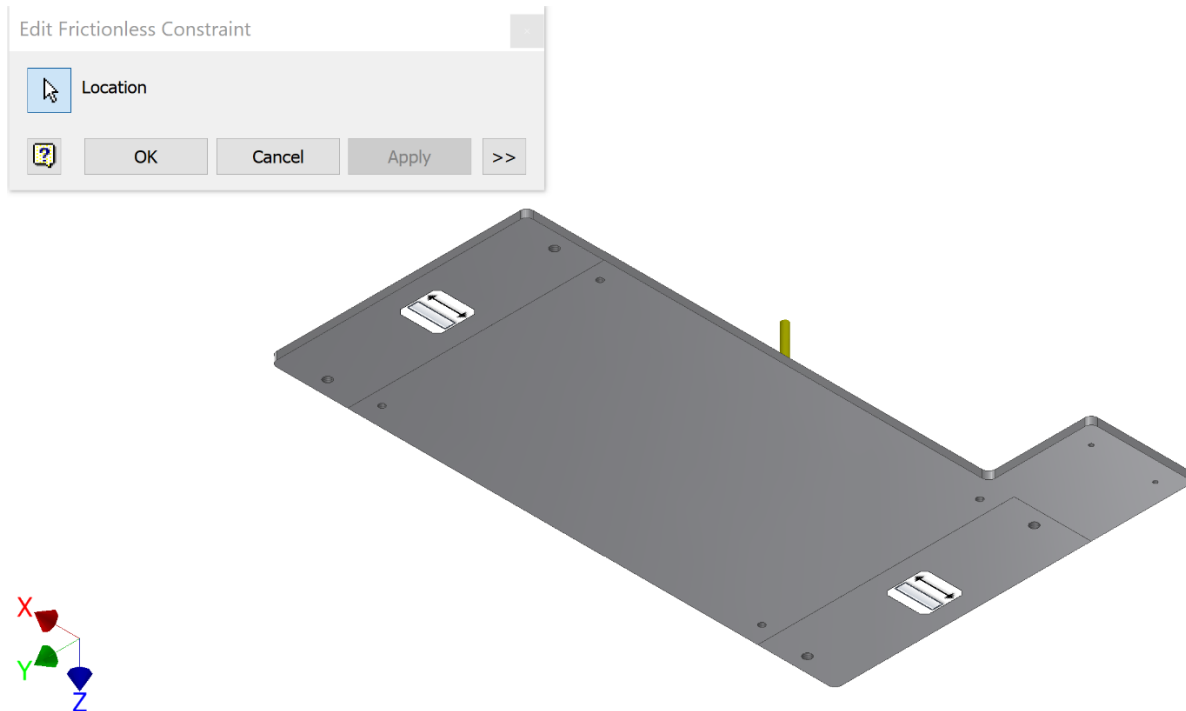 Edit Frictionless Constraint
Location
OK Cancel Apply >>
X
Y
Z